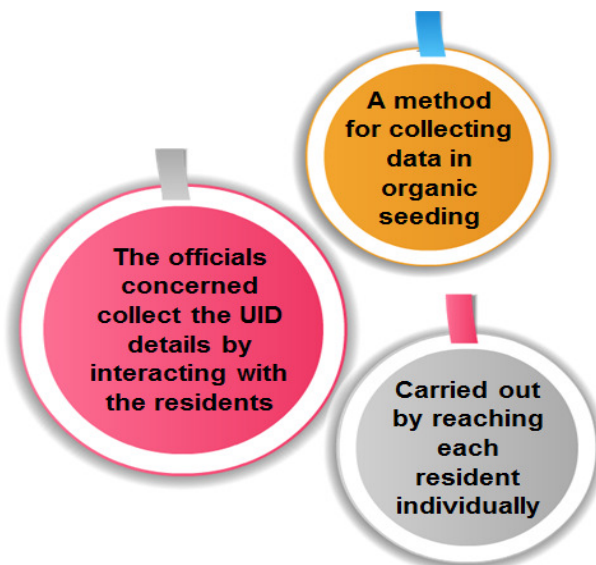 A method
for collecting
data in
organic
seeding
The officials
concerned
collect the UID
details by
interacting with
the residents
Carried out
by reaching
each
resident
individually